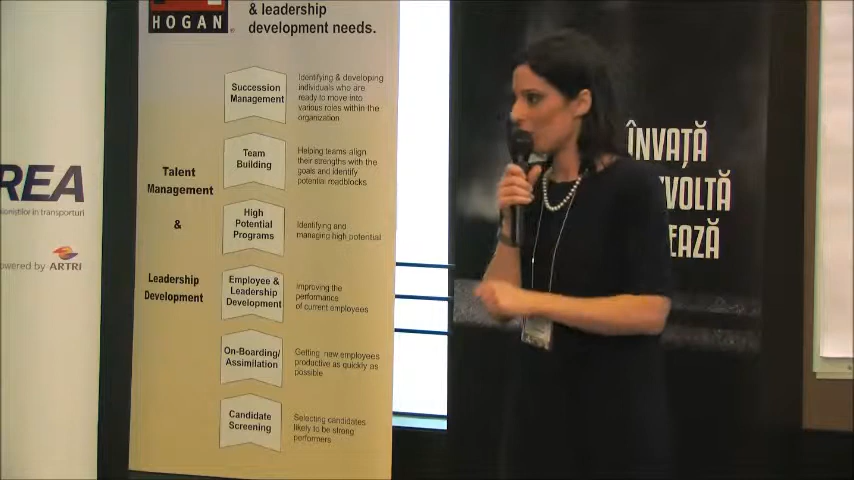 REA
ioniștilor în transporturi
owered by ARTRI
HOGAN
& leadership
development needs.
Talent
Management
&
Leadership
Development
Succession
Management
Identifying & developing
individuals who are
ready to move into
various roles within the
organization
Team
Building
Helping teams align
their strengths with the
goals and identify
potential roadblocks
High
Potential
Programs
Identifying and
managing high potential
Employee &
Leadership
Development
Improving the
performance
of current employees
On-Boarding/
Assimilation
Getting new employees
productive as quickly as
possible
Candidate
Screening
Selecting candidates
likely to be strong
performers
ÎNVAȚĂ
VOLTĂ
EAZĂ